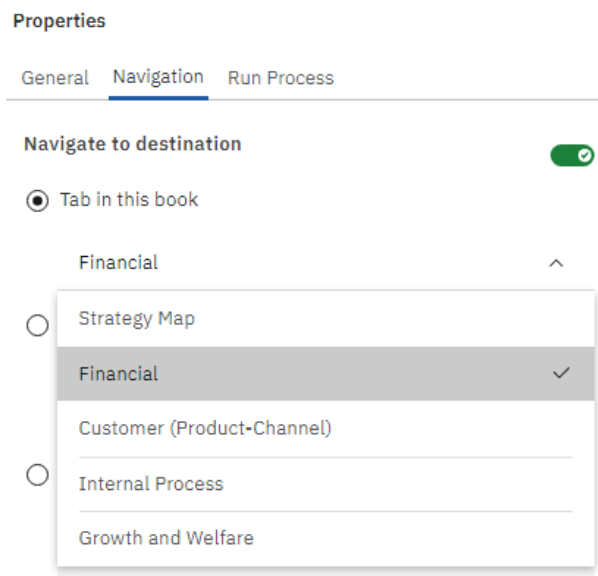 Properties
General Navigation Run Process
Navigate to destination
Tab in this book
Financial
Strategy Map
Financial
Customer (Product-Channel)
Internal Process
Growth and Welfare